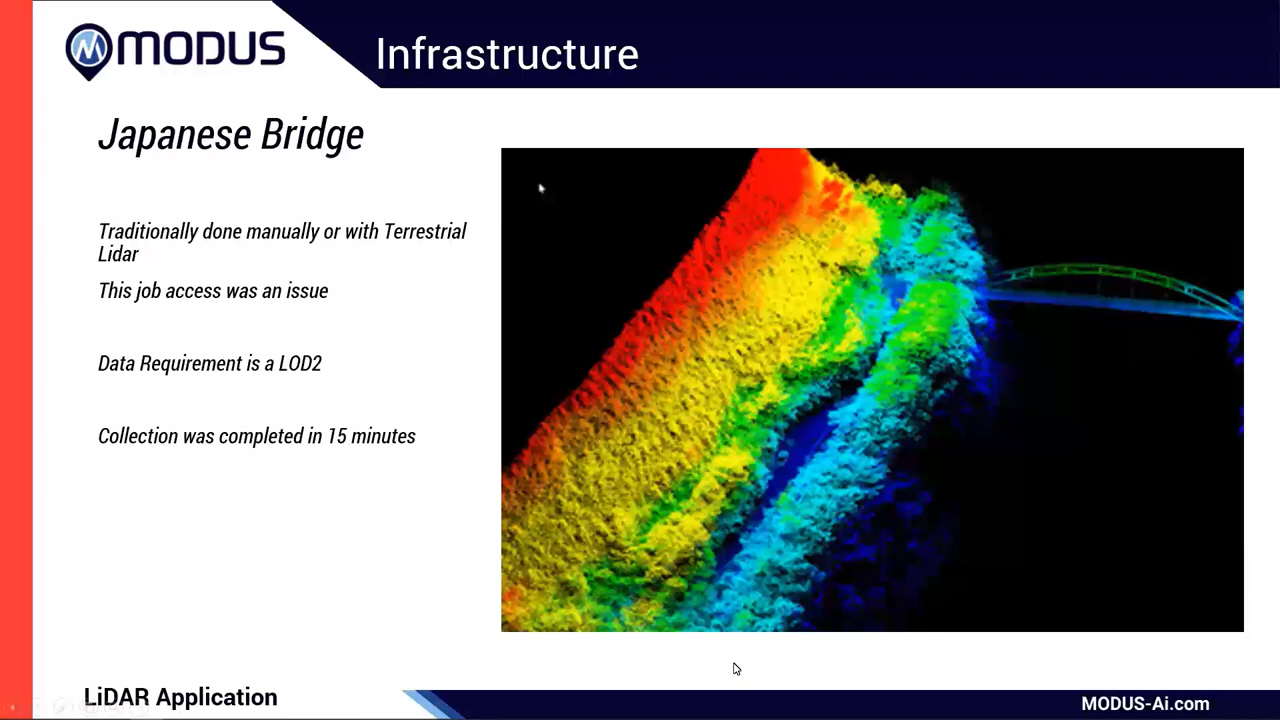 MODUS
Infrastructure
Japanese Bridge
Traditionally done manually or with Terrestrial
Lidar
This job access was an issue
Data Requirement is a LOD2
Collection was completed in 15 minutes
LiDAR Application
MODUS-Ai.com